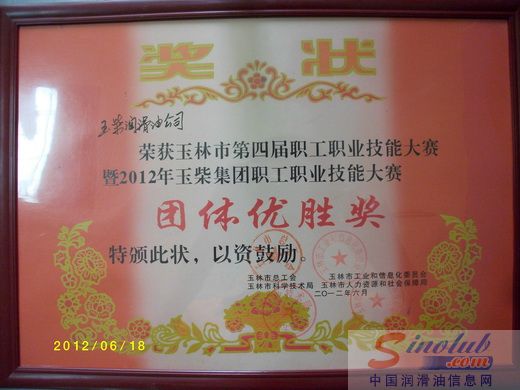 奖状
玉柴润滑油公司
荣获玉林市第四届职工职业技能大赛
暨2012年玉柴集团职工职业技能大赛
团体优胜奖
特颁此状，以资鼓励。
玉林市总工会 玉林市工业和信息化委员会
玉林市科学技术局 玉林市人力资源和社会保障局
二〇一二年六月
2012/06/18
Sinolub.com
中国润滑油信息网